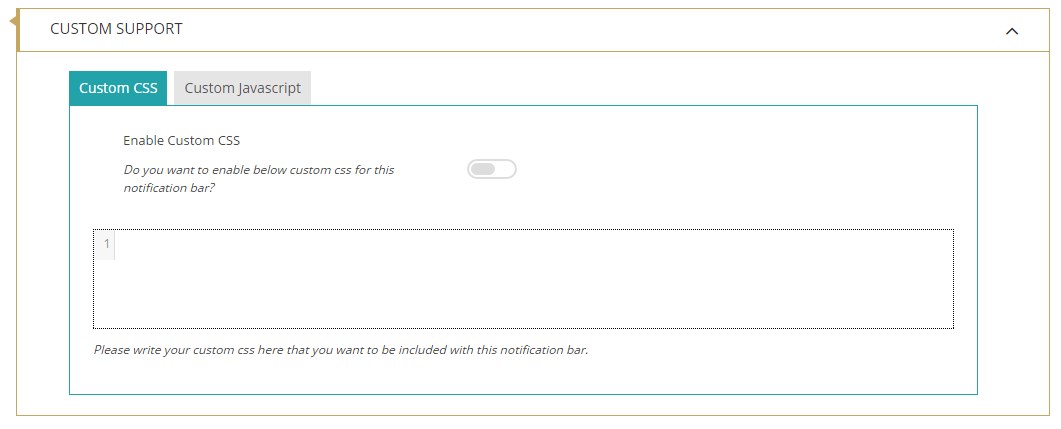 CUSTOM SUPPORT
Custom CSS
Custom Javascript
Enable Custom CSS
Do you want to enable below custom css for this
notification bar?
1
Please write your custom css here that you want to be included with this notification bar.